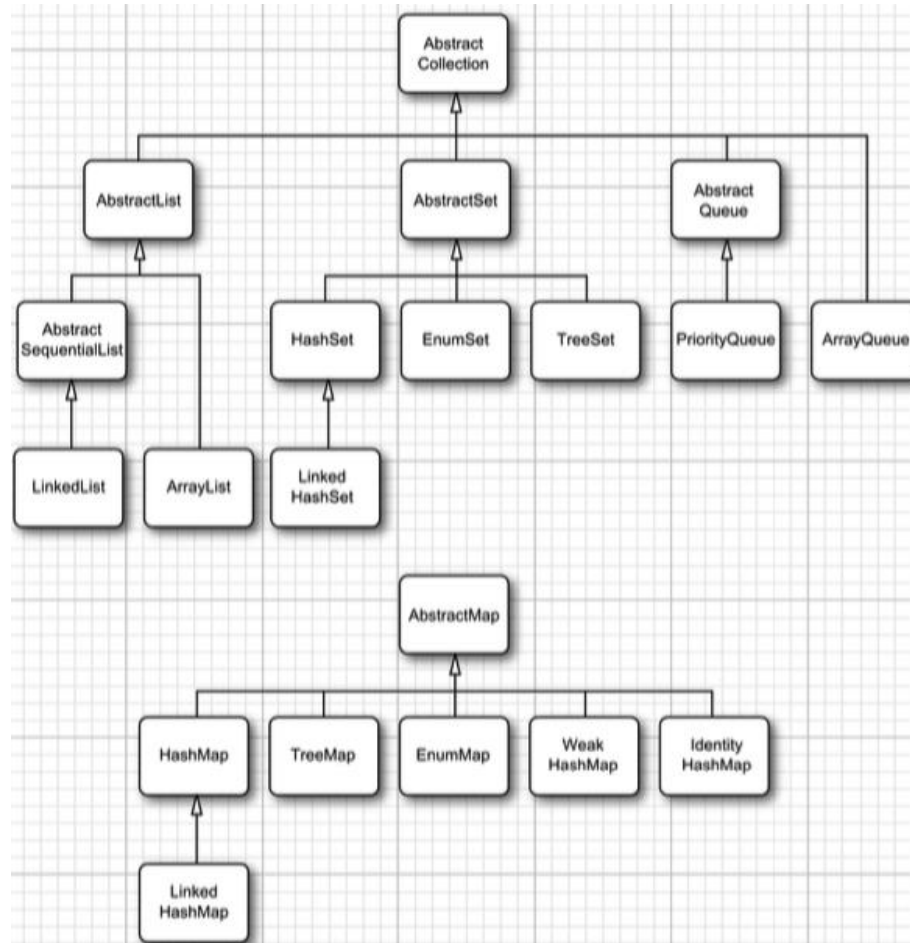 Abstract
Collection
AbstractList
AbstractSet
Abstract
Queue
Abstract
SequentialList
HashSet
EnumSet
TreeSet
PriorityQueue
ArrayQueue
LinkedList
ArrayList
Linked
HashSet
AbstractMap
HashMap
TreeMap
EnumMap
Weak
HashMap
Identity
HashMap
Linked
HashMap